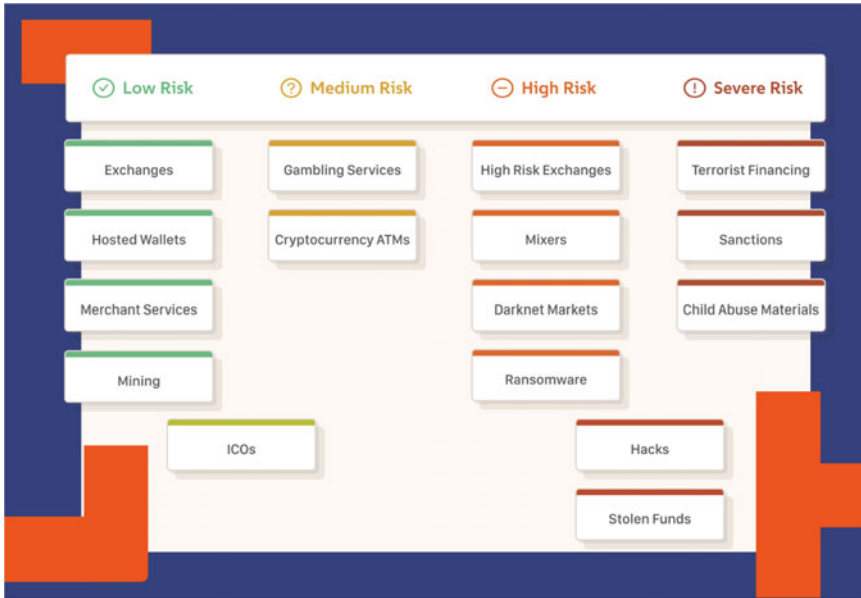 Low Risk
Medium Risk
High Risk
Severe Risk
Exchanges
Gambling Services
High Risk Exchanges
Terrorist Financing
Hosted Wallets
Cryptocurrency ATMs
Mixers
Sanctions
Merchant Services
Darknet Markets
Child Abuse Materials
Mining
Ransomware
ICOs
Hacks
Stolen Funds